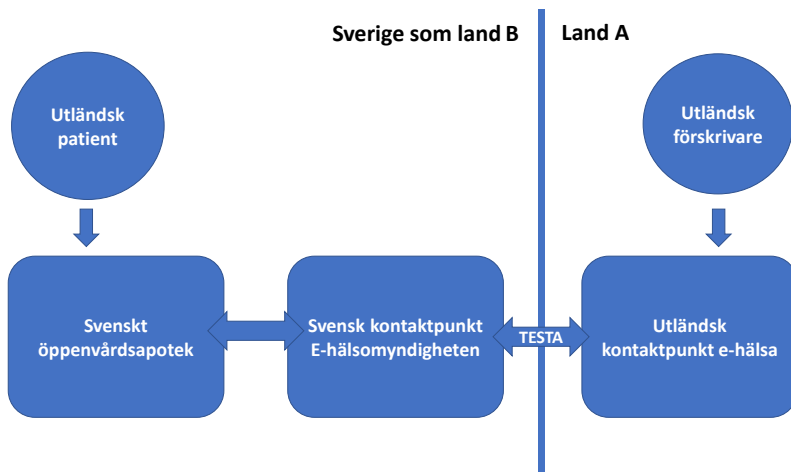 Sverige som land B
Land A
Utländsk
patient
Utländsk
förskrivare
Svenskt
öppenvårdsapotek
Svensk kontaktpunkt
E-hälsomyndigheten
TESTA
Utländsk
kontaktpunkt e-hälsa